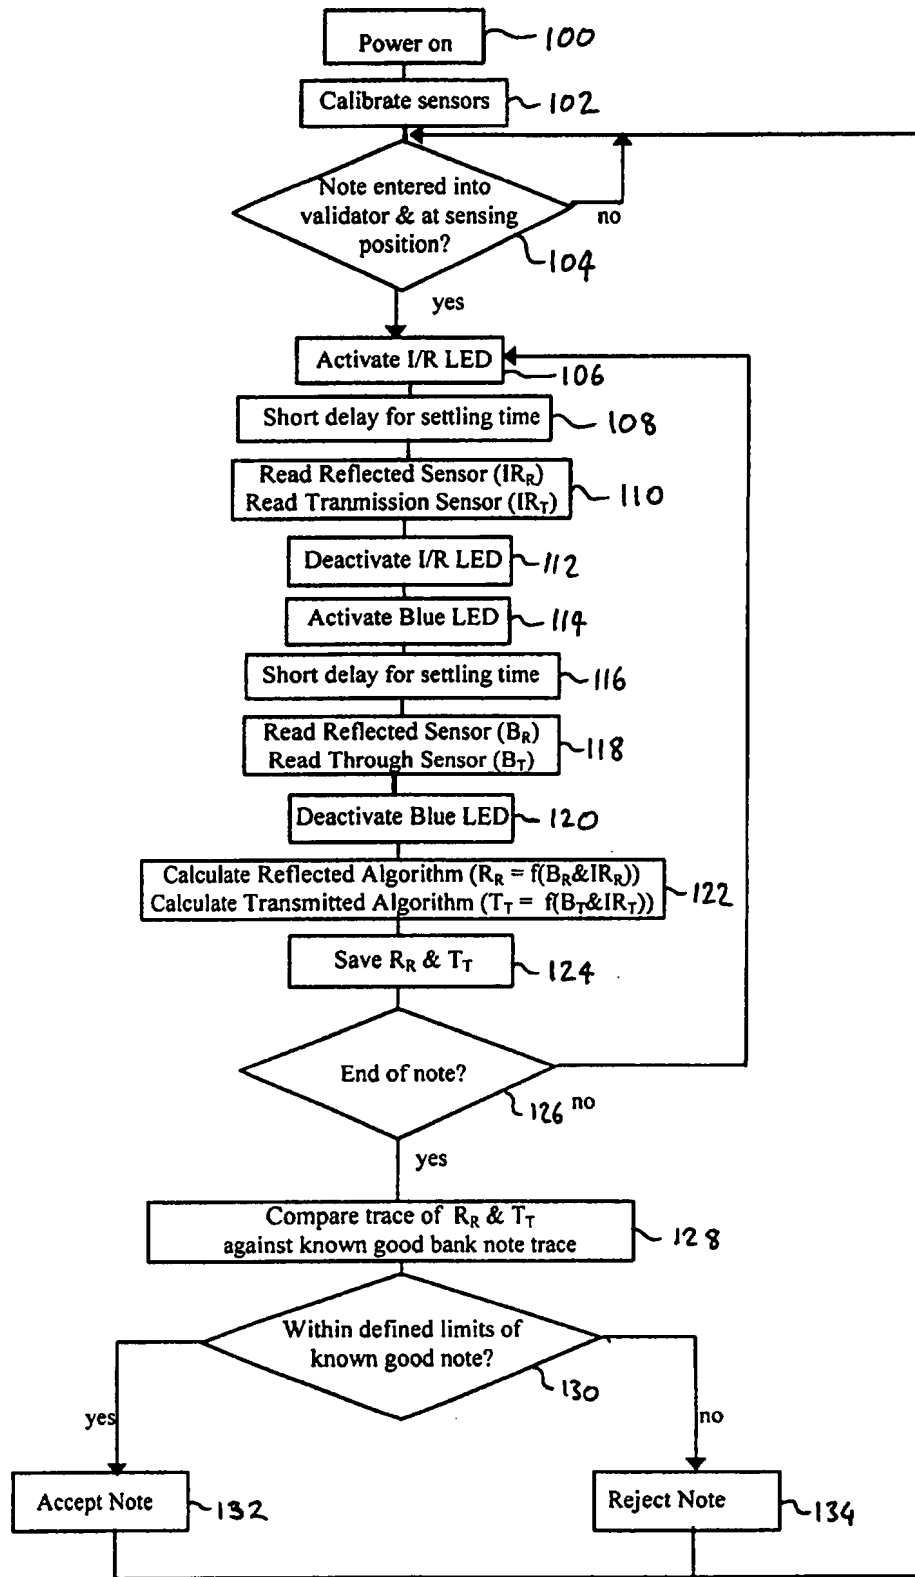 Power on
100
Calibrate sensors
102
Note entered into
validator & at sensing
position?
no
104
yes
Activate I/R LED
106
Short delay for settling time
108
Read Reflected Sensor (IR_R)
Read Tranmission Sensor (IR_T)
110
Deactivate I/R LED
112
Activate Blue LED
114
Short delay for settling time
116
Read Reflected Sensor (B_R)
Read Through Sensor (B_T)
118
Deactivate Blue LED
120
Calculate Reflected Algorithm (R_R = f(B_R&IR_R))
Calculate Transmitted Algorithm (T_T = f(B_T&IR_T))
122
Save R_R & T_T
124
End of note?
126
no
yes
Compare trace of R_R & T_T
against known good bank note trace
128
Within defined limits of
known good note?
130
yes
no
Accept Note
132
Reject Note
134